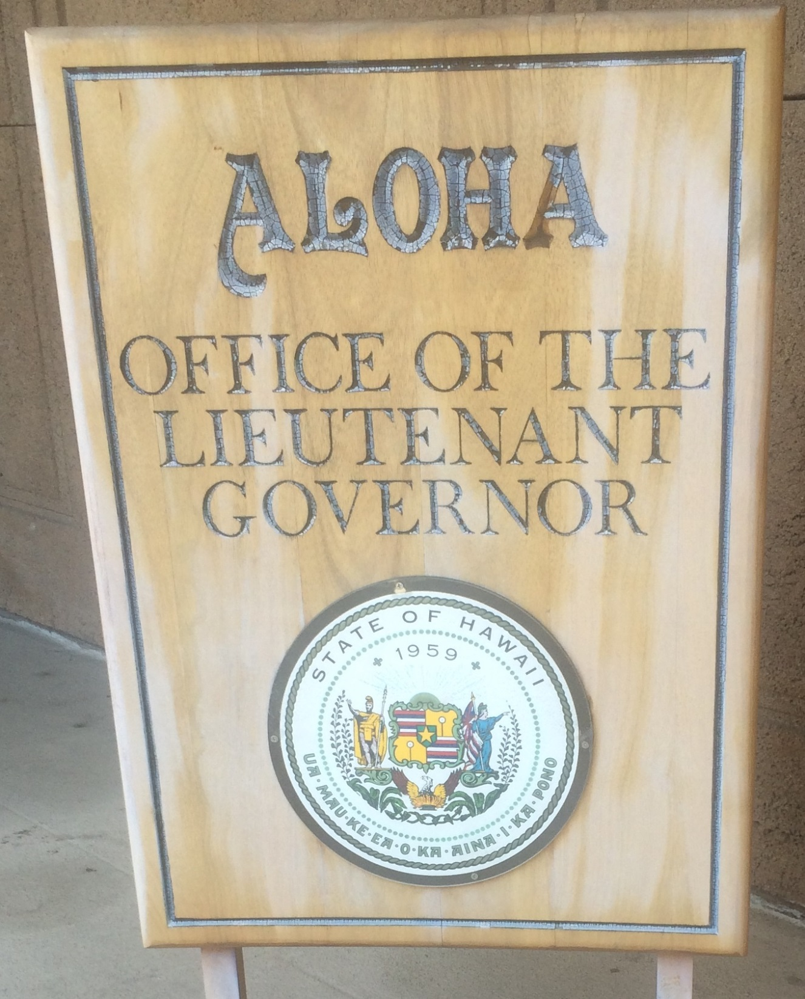 ALOHA
OFFICE OF THE
LIEUTENANT
GOVERNOR
STATE OF HAWAII
1959
UA·MAU·KE·EA·O·KA·AINA·I·KA·PONO